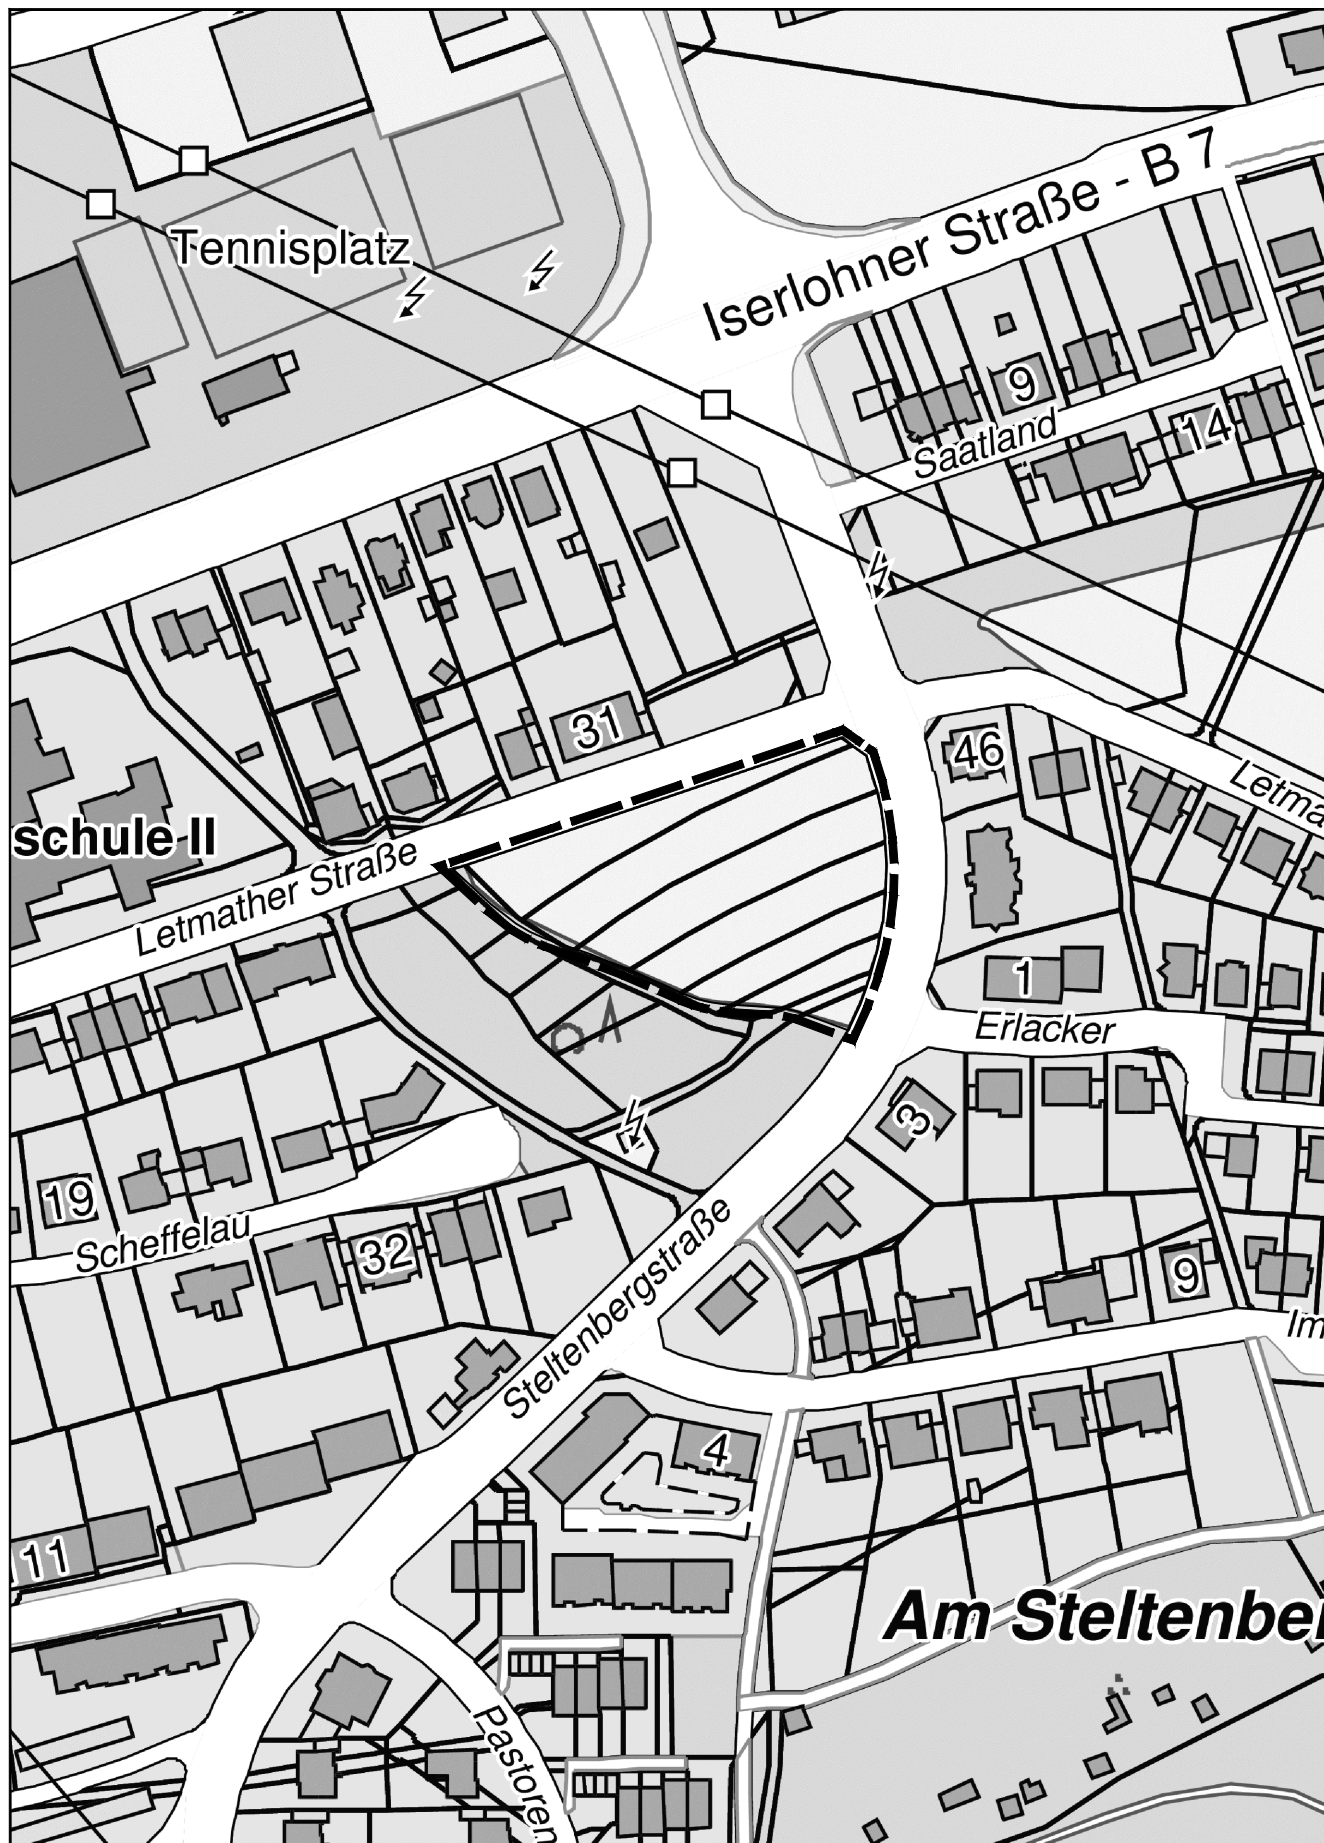 Iserlohner Straße - B 7
Tennisplatz
9
14
Saatland
31
46
Letma
schule II
Letmather Straße
1
Erlacker
3
19
Scheffelau
32
9
Steltenbergstraße
Im
4
11
Am Steltenber
Pastoren